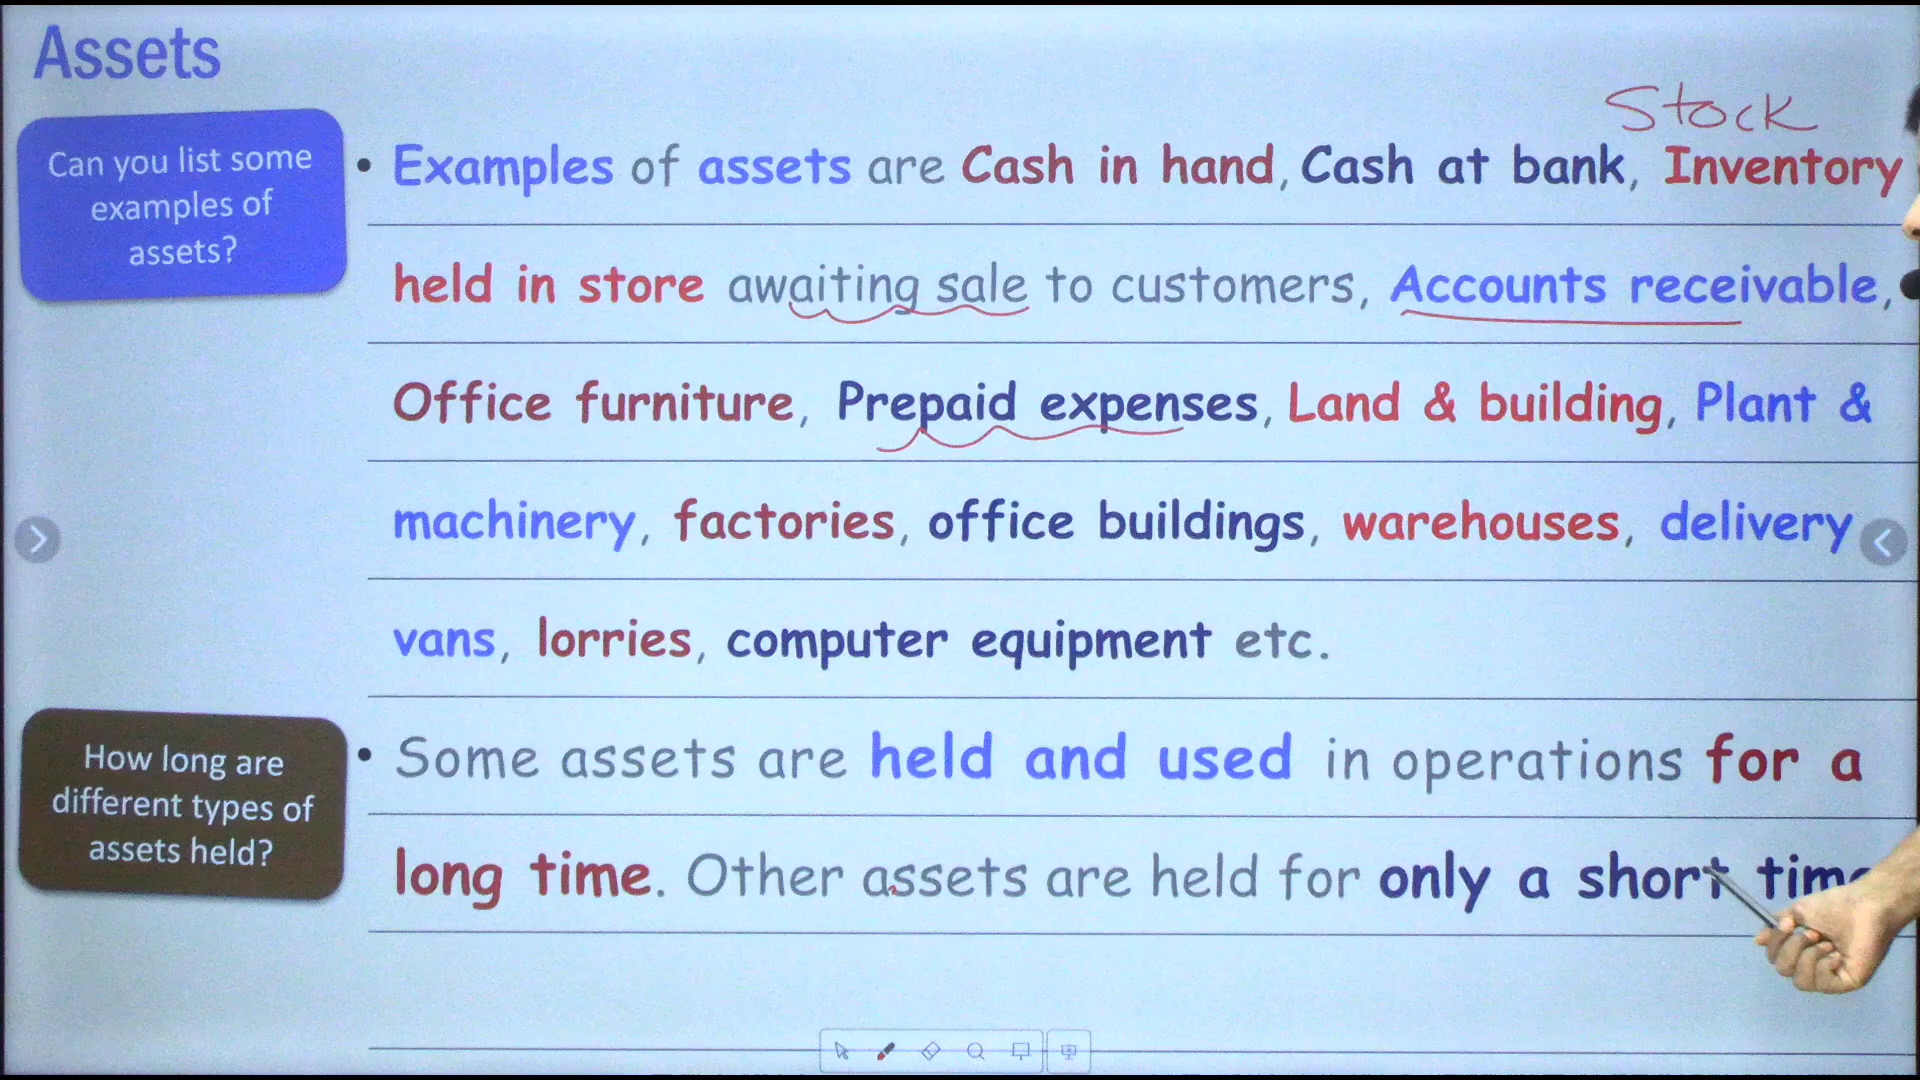 Assets
Stock
Can you list some
examples of
assets?
• Examples of assets are Cash in hand, Cash at bank, Inventory
held in store awaiting sale to customers, Accounts receivable,
Office furniture, Prepaid expenses, Land & building, Plant &
machinery, factories, office buildings, warehouses, delivery
vans, lorries, computer equipment etc.
How long are
different types of
assets held?
• Some assets are held and used in operations for a
long time. Other assets are held for only a short time